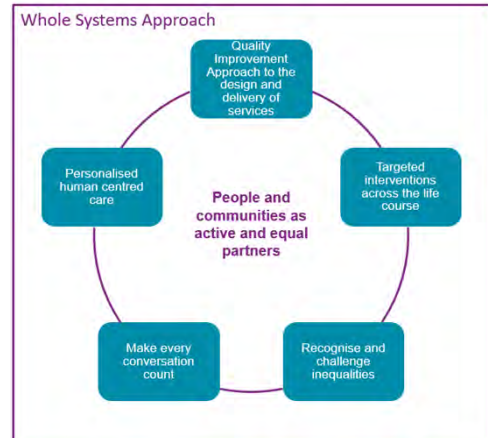 Whole Systems Approach
Quality
Improvement
Approach to the
design and
delivery of
services
Personalised
human centred
care
Targeted
interventions
across the life
course
People and
communities as
active and equal
partners
Make every
conversation
count
Recognise and
challenge
inequalities